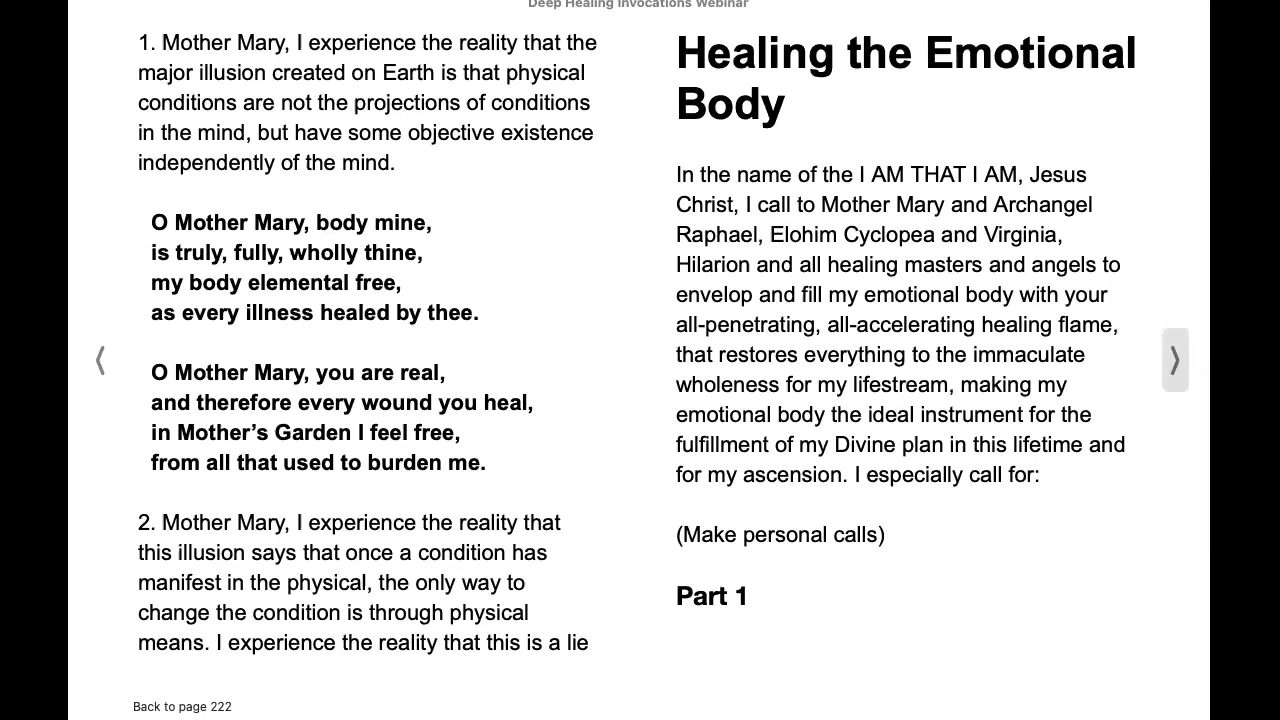 Deep Healing Invocations Webinar
1. Mother Mary, I experience the reality that the
major illusion created on Earth is that physical
conditions are not the projections of conditions
in the mind, but have some objective existence
independently of the mind.
O Mother Mary, body mine,
is truly, fully, wholly thine,
my body elemental free,
as every illness healed by thee.
O Mother Mary, you are real,
and therefore every wound you heal,
in Mother’s Garden I feel free,
from all that used to burden me.
2. Mother Mary, I experience the reality that
this illusion says that once a condition has
manifest in the physical, the only way to
change the condition is through physical
means. I experience the reality that this is a lie
Back to page 222
Healing the Emotional
Body
In the name of the I AM THAT I AM, Jesus
Christ, I call to Mother Mary and Archangel
Raphael, Elohim Cyclopea and Virginia,
Hilarion and all healing masters and angels to
envelop and fill my emotional body with your
all-penetrating, all-accelerating healing flame,
that restores everything to the immaculate
wholeness for my lifestream, making my
emotional body the ideal instrument for the
fulfillment of my Divine plan in this lifetime and
for my ascension. I especially call for:
(Make personal calls)
Part 1